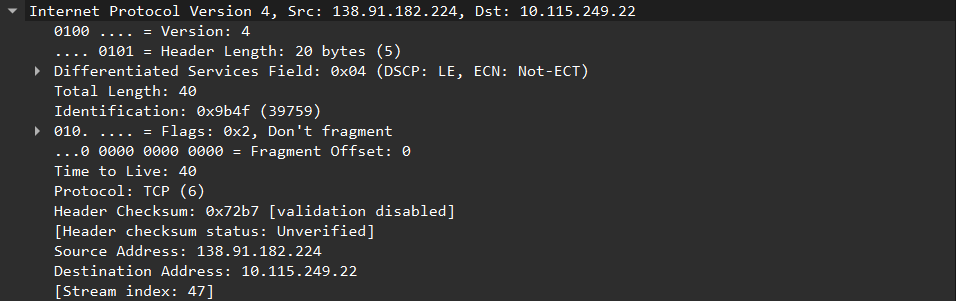 Internet Protocol Version 4, Src: 138.91.182.224, Dst: 10.115.249.22
0100 .... = Version: 4
.... 0101 = Header Length: 20 bytes (5)
Differentiated Services Field: 0x04 (DSCP: LE, ECN: Not-ECT)
Total Length: 40
Identification: 0x9b4f (39759)
010. .... = Flags: 0x2, Don't fragment
...0 0000 0000 0000 = Fragment Offset: 0
Time to Live: 40
Protocol: TCP (6)
Header Checksum: 0x72b7 [validation disabled]
[Header checksum status: Unverified]
Source Address: 138.91.182.224
Destination Address: 10.115.249.22
[Stream index: 47]